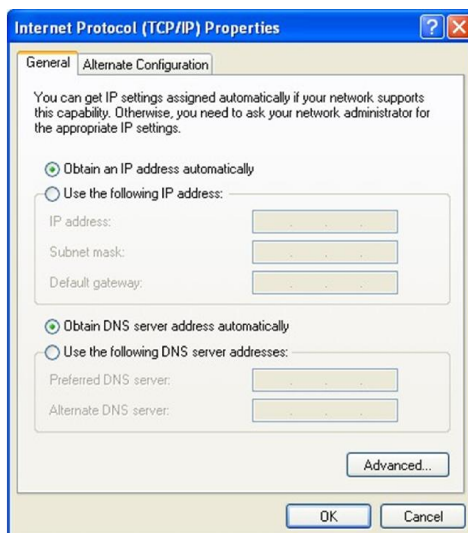 Internet Protocol (TCP/IP) Properties
General
Alternate Configuration
You can get IP settings assigned automatically if your network supports
this capability. Otherwise, you need to ask your network administrator for
the appropriate IP settings.
Obtain an IP address automatically
Use the following IP address:
IP address:
Subnet mask:
Default gateway:
Obtain DNS server address automatically
Use the following DNS server addresses:
Preferred DNS server:
Alternate DNS server:
Advanced...
OK
Cancel